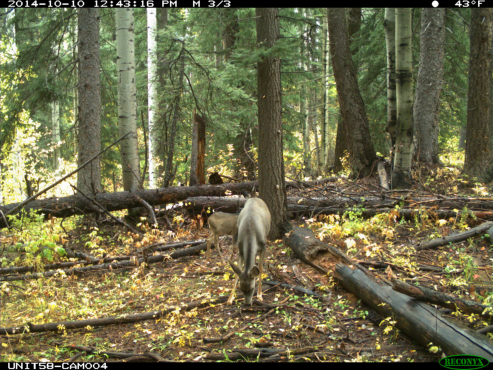 2014-10-10 12:43:16 PM M 3/3 43°F
UNIT58-CAM004 RECONYX